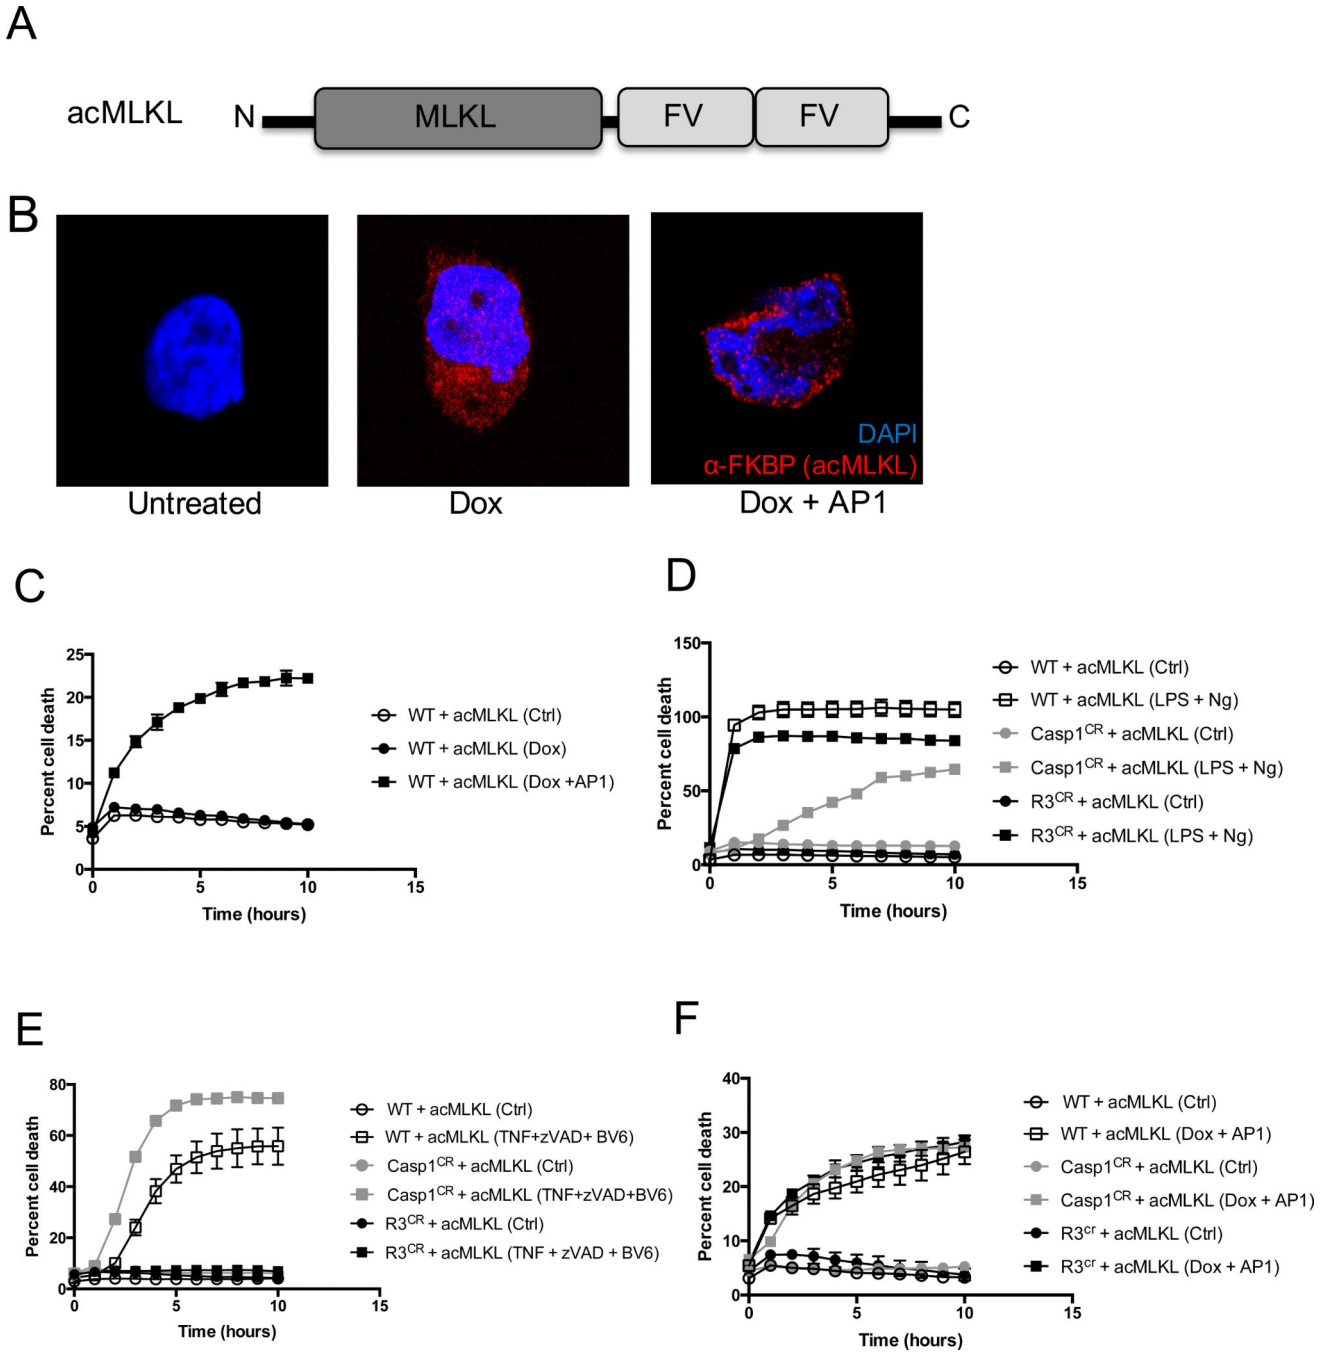 A
acMLKL N MLKL FV FV C
B
DAPI
α-FKBP (acMLKL)
Untreated Dox Dox + AP1
C
Percent cell death
25
20
15
10
5
0
0 5 10 15
Time (hours)
WT + acMLKL (Ctrl)
WT + acMLKL (Dox)
WT + acMLKL (Dox +AP1)
D
Percent cell death
150
100
50
0
0 5 10 15
Time (hours)
WT + acMLKL (Ctrl)
WT + acMLKL (LPS + Ng)
Casp1CR + acMLKL (Ctrl)
Casp1CR + acMLKL (LPS + Ng)
R3CR + acMLKL (Ctrl)
R3CR + acMLKL (LPS + Ng)
E
Percent cell death
80
60
40
20
0
0 5 10 15
Time (hours)
WT + acMLKL (Ctrl)
WT + acMLKL (TNF+zVAD+ BV6)
Casp1CR + acMLKL (Ctrl)
Casp1CR + acMLKL (TNF+zVAD+BV6)
R3CR + acMLKL (Ctrl)
R3CR + acMLKL (TNF + zVAD + BV6)
F
Percent cell death
40
30
20
10
0
0 5 10 15
Time (hours)
WT + acMLKL (Ctrl)
WT + acMLKL (Dox + AP1)
Casp1CR + acMLKL (Ctrl)
Casp1CR + acMLKL (Dox + AP1)
R3cr + acMLKL (Ctrl)
R3cr + acMLKL (Dox + AP1)